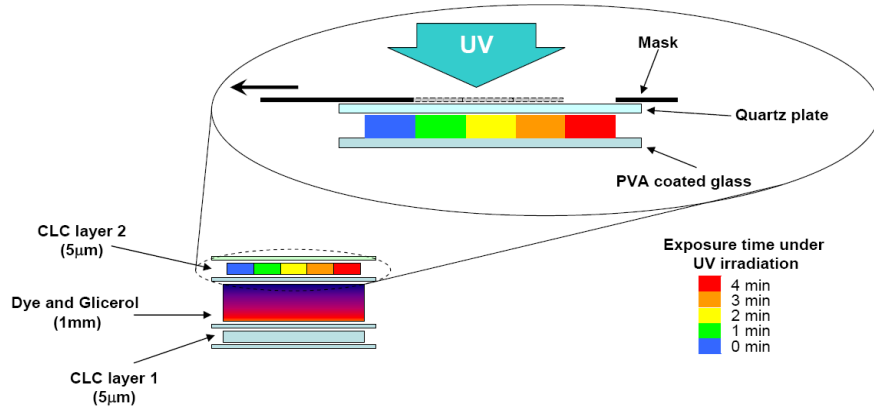 UV
Mask
Quartz plate
PVA coated glass
CLC layer 2
(5μm)
Dye and Glicerol
(1mm)
CLC layer 1
(5μm)
Exposure time under
UV irradiation
4 min
3 min
2 min
1 min
0 min